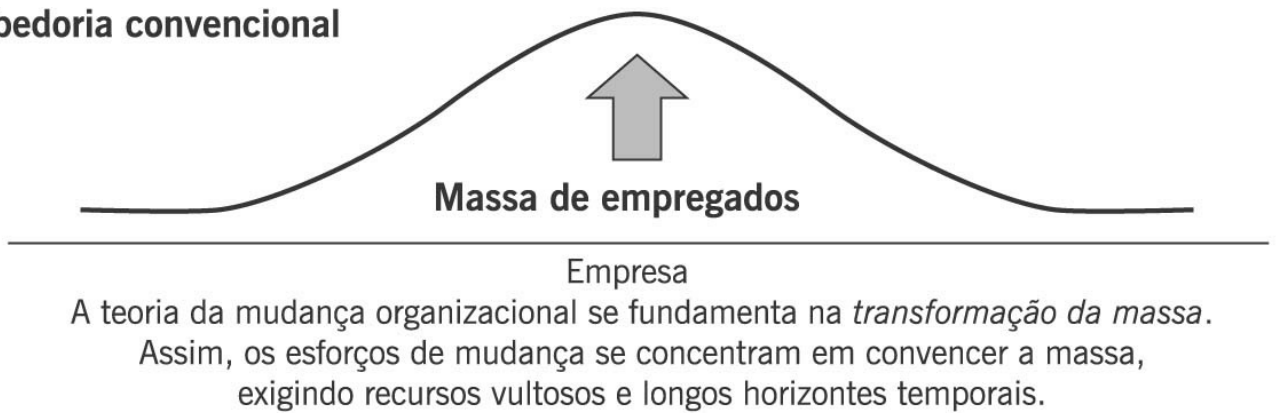 convencional
Massa de empregados
Empresa
A teoria da mudança organizacional se fundamenta na transformação da massa.
Assim, os esforços de mudança se concentram em convencer a massa,
exigindo recursos vultosos e longos horizontes temporais.